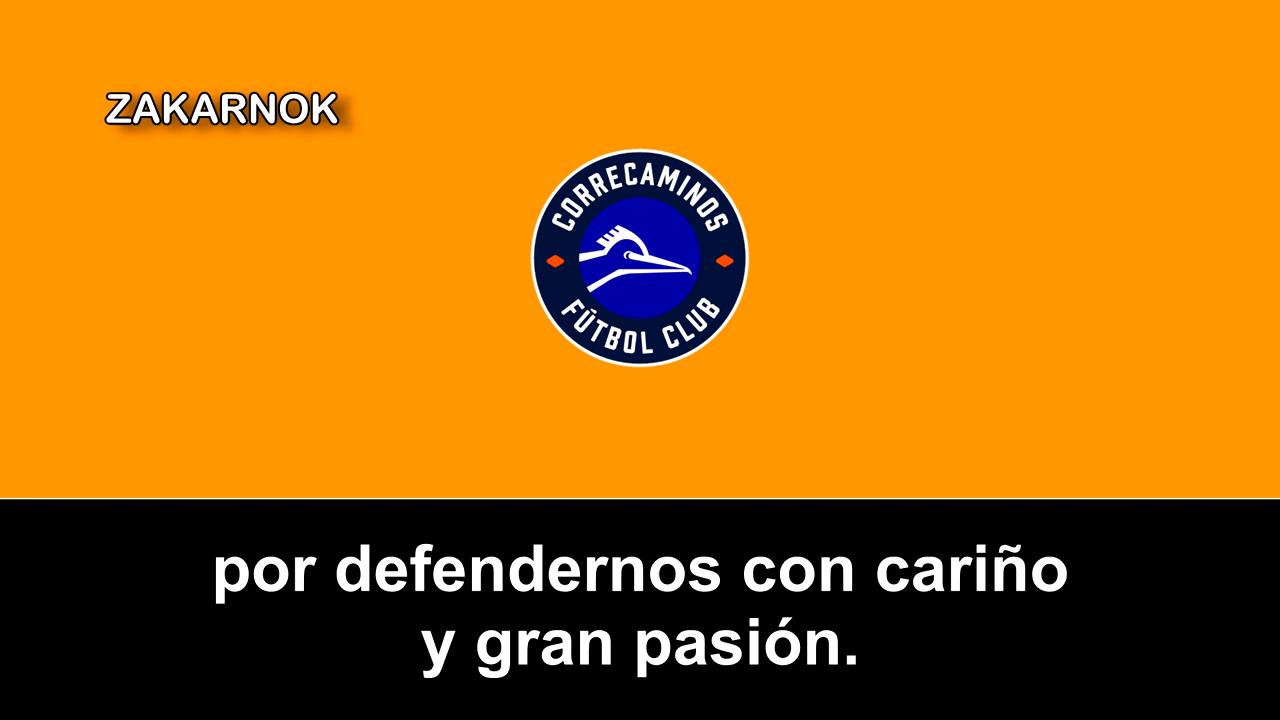 ZAKARNOK
CORRECAMINOS
FÚTBOL CLUB
por defendernos con cariño
y gran pasión.